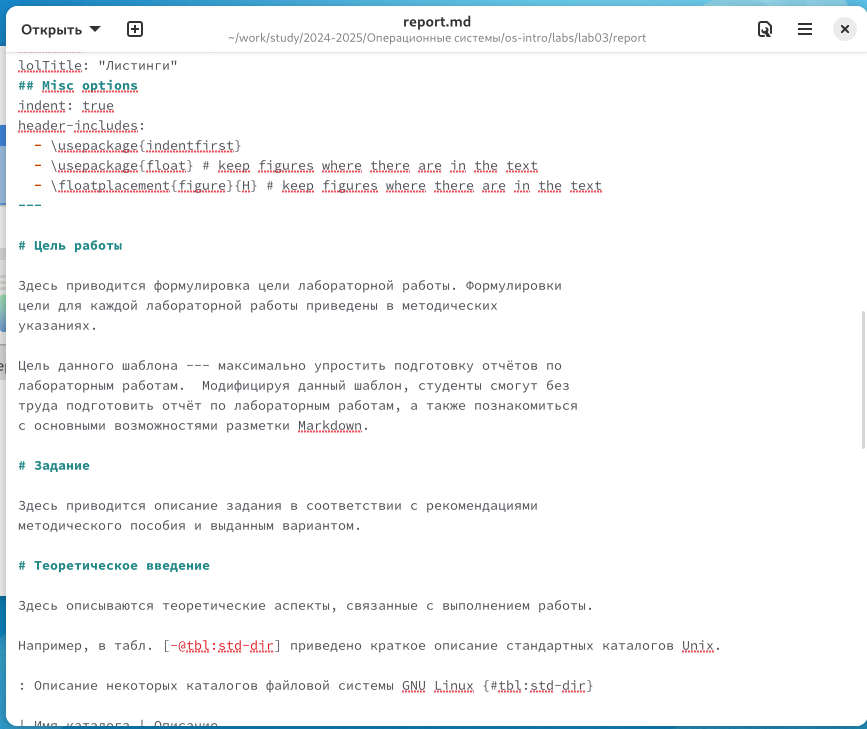 Открыть
report.md
~/work/study/2024-2025/Операционные системы/os-intro/labs/lab03/report
lolTitle: "Листинги"
## Misc options
indent: true
header-includes:
- \usepackage{indentfirst}
- \usepackage{float} # keep figures where there are in the text
- \floatplacement{figure}{H} # keep figures where there are in the text
---
# Цель работы
Здесь приводится формулировка цели лабораторной работы. Формулировки
цели для каждой лабораторной работы приведены в методических
указаниях.
Цель данного шаблона --- максимально упростить подготовку отчётов по
лабораторным работам.  Модифицируя данный шаблон, студенты смогут без
труда подготовить отчёт по лабораторным работам, а также познакомиться
с основными возможностями разметки Markdown.
# Задание
Здесь приводится описание задания в соответствии с рекомендациями
методического пособия и выданным вариантом.
# Теоретическое введение
Здесь описываются теоретические аспекты, связанные с выполнением работы.
Например, в табл. [-@tbl:std-dir] приведено краткое описание стандартных каталогов Unix.
: Описание некоторых каталогов файловой системы GNU Linux {#tbl:std-dir}
| Имя каталога | Описание